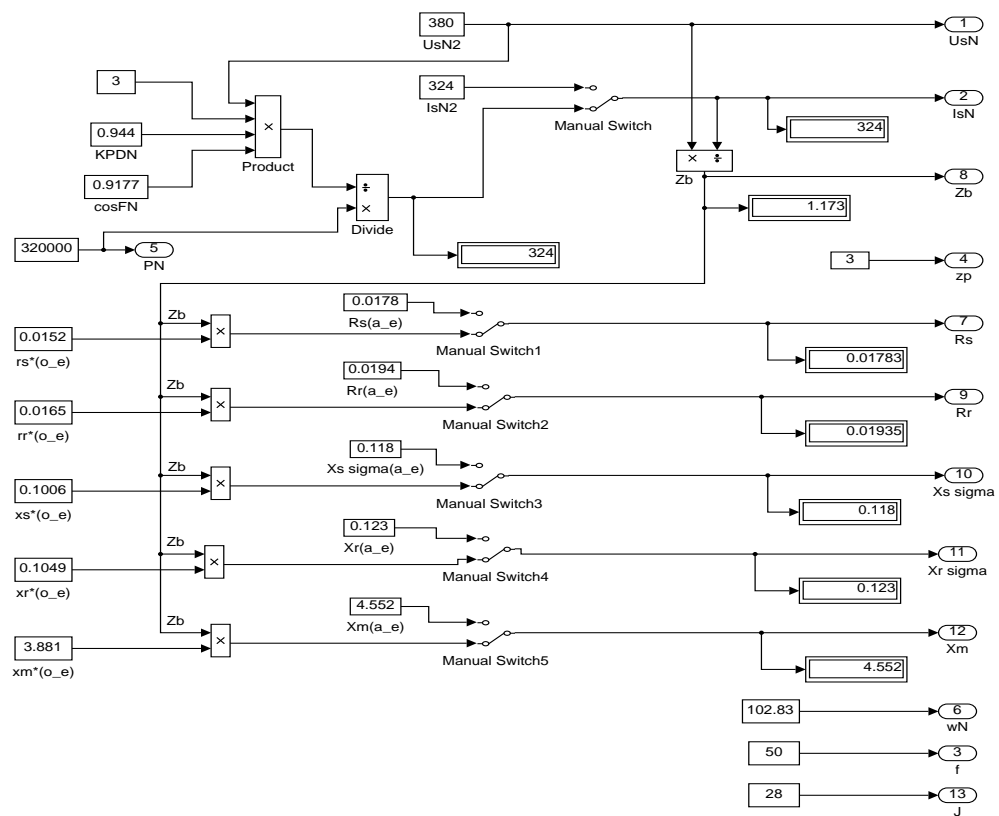 380
UsN2
1
UsN
3
324
IsN2
Manual Switch
2
IsN
324
0.944
KPDN
×
Product
0.9177
cosFN
× ÷
Zb
8
Zb
÷
×
Divide
1.173
320000
5
PN
324
3
4
zp
Zb
0.0178
Rs(a_e)
Manual Switch1
7
Rs
0.0152
rs*(o_e)
×
0.01783
Zb
0.0194
Rr(a_e)
Manual Switch2
9
Rr
0.0165
rr*(o_e)
×
0.01935
Zb
0.118
Xs sigma(a_e)
Manual Switch3
10
Xs sigma
0.1006
xs*(o_e)
×
0.118
Zb
0.123
Xr(a_e)
Manual Switch4
11
Xr sigma
0.1049
xr*(o_e)
×
0.123
Zb
4.552
Xm(a_e)
Manual Switch5
12
Xm
3.881
xm*(o_e)
×
4.552
102.83
6
wN
50
3
f
28
13
J